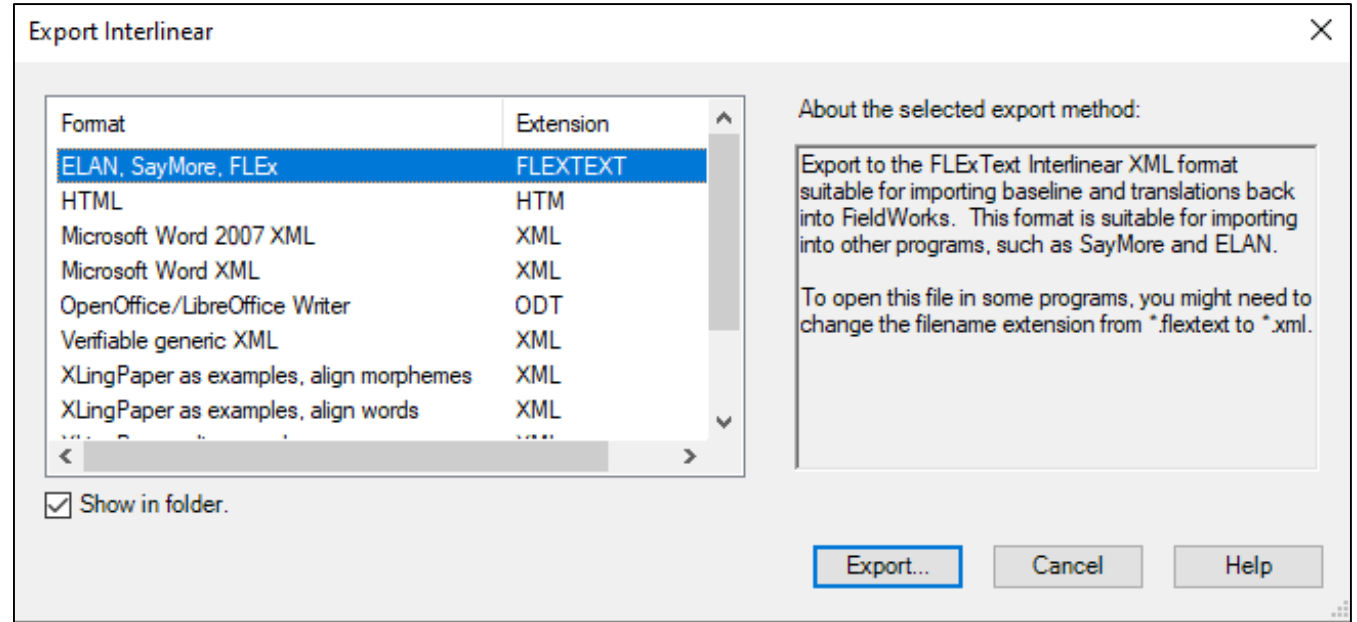 Export Interlinear
Format Extension
ELAN, SayMore, FLEx FLEXTEXT
HTML HTM
Microsoft Word 2007 XML XML
Microsoft Word XML XML
OpenOffice/LibreOffice Writer ODT
Verifiable generic XML XML
XLingPaper as examples, align morphemes XML
XLingPaper as examples, align words XML
Show in folder.
About the selected export method:
Export to the FLExText Interlinear XML format
suitable for importing baseline and translations back
into FieldWorks. This format is suitable for importing
into other programs, such as SayMore and ELAN.
To open this file in some programs, you might need to
change the filename extension from *.flextext to *.xml.
Export... Cancel Help